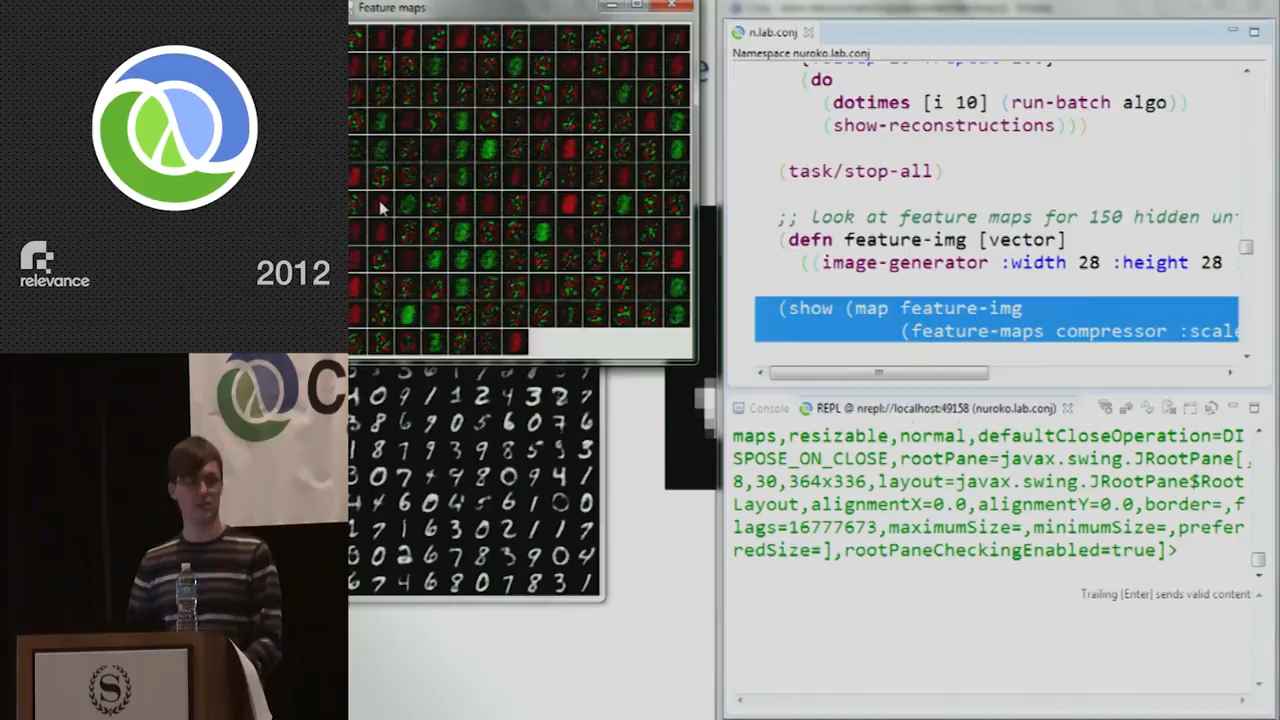 relevance
2012
C
S
Feature maps
n.lab.conj
Namespace nuroko.lab.conj
(do
(dotimes [i 10] (run-batch algo))
(show-reconstructions)))
(task/stop-all)
;; Look at feature maps for 150 hidden un
(defn feature-img [vector]
((image-generator :width 28 :height 28
(show (map feature-img
(feature-maps compressor :scale
Console
REPL @ nrepl://localhost:49158 (nuroko.lab.conj)
maps,resizable,normal,defaultCloseOperation=DI
SPOSE_ON_CLOSE,rootPane=javax.swing.JRootPane[,
8,30,364x336,layout=javax.swing.JRootPane$Root
Layout,alignmentX=0.0,alignmentY=0.0,border=,f
lags=16777673,maximumSize=,minimumSize=,prefer
redSize=],rootPaneCheckingEnabled=true]>
Trailing [Enter] sends valid content